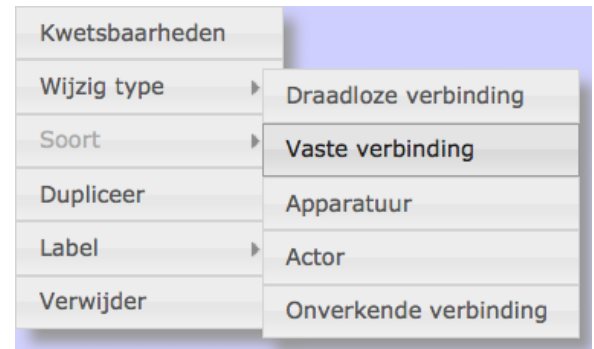 Kwetsbaarheden
Wijzig type
Soort
Dupliceer
Label
Verwijder
Draadloze verbinding
Vaste verbinding
Apparatuur
Actor
Onverkende verbinding